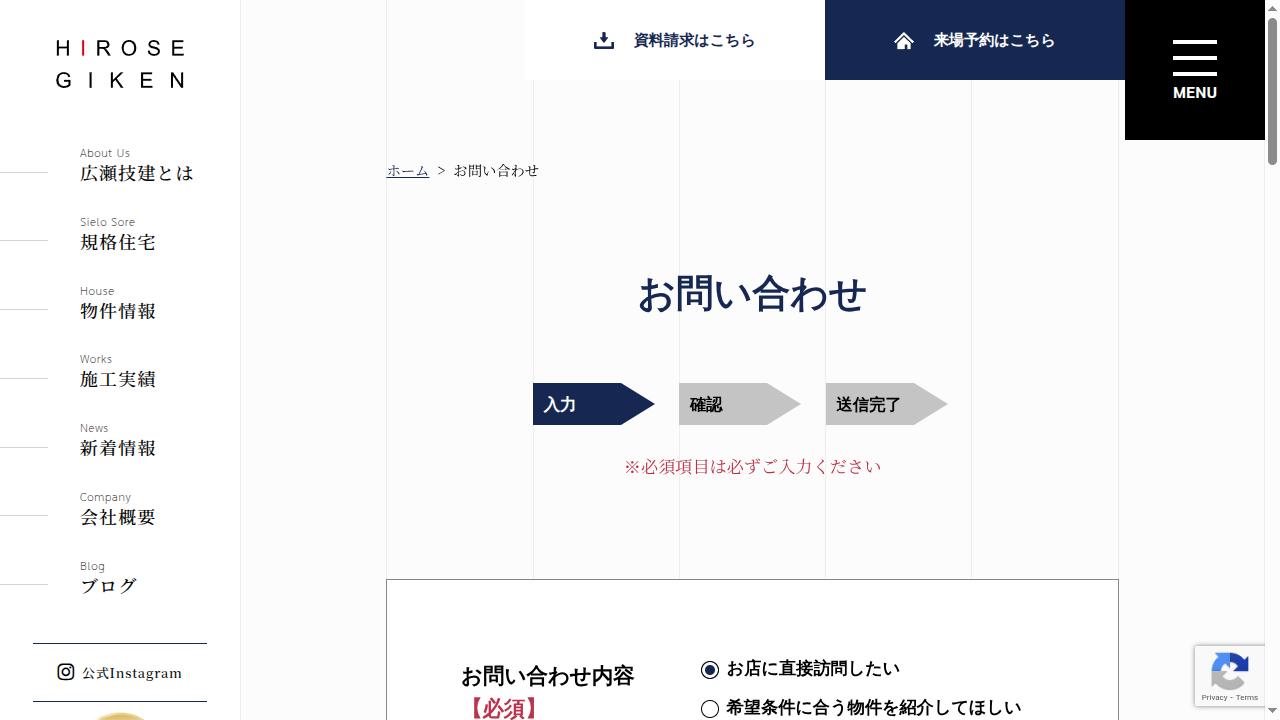 HIROSE
GIKEN
About Us
広瀬技建とは
Sielo Sore
規格住宅
House
物件情報
Works
施工実績
News
新着情報
Company
会社概要
Blog
ブログ
公式Instagram
資料請求はこちら
来場予約はこちら
MENU
ホーム > お問い合わせ
お問い合わせ
入力
確認
送信完了
※必須項目は必ずご入力ください
お問い合わせ内容
【必須】
お店に直接訪問したい
希望条件に合う物件を紹介してほしい
Privacy - Terms